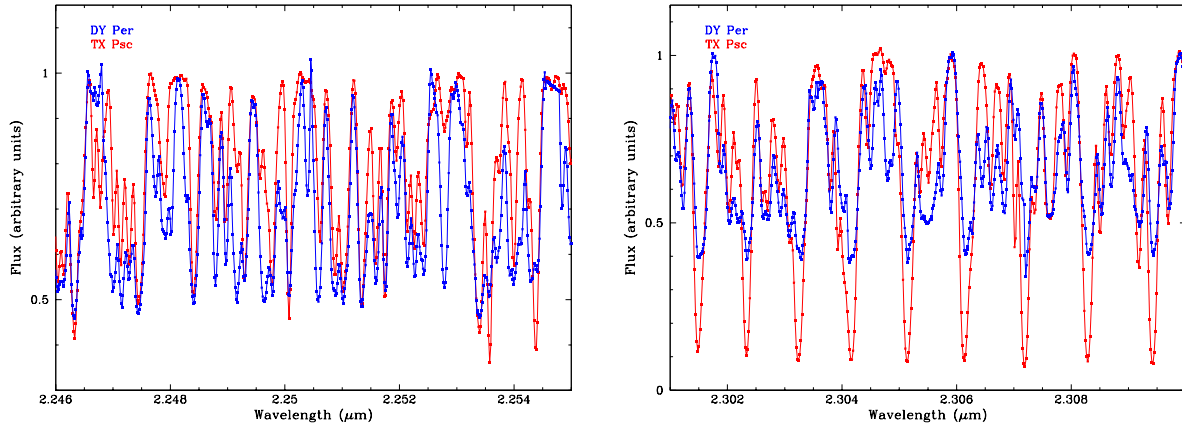 DY Per
TX Psc
1
0.5
Flux (arbitrary units)
2.246
2.248
2.25
2.252
2.254
Wavelength (μm)
DY Per
TX Psc
1
0.5
0
Flux (arbitrary units)
2.302
2.304
2.306
2.308
Wavelength (μm)